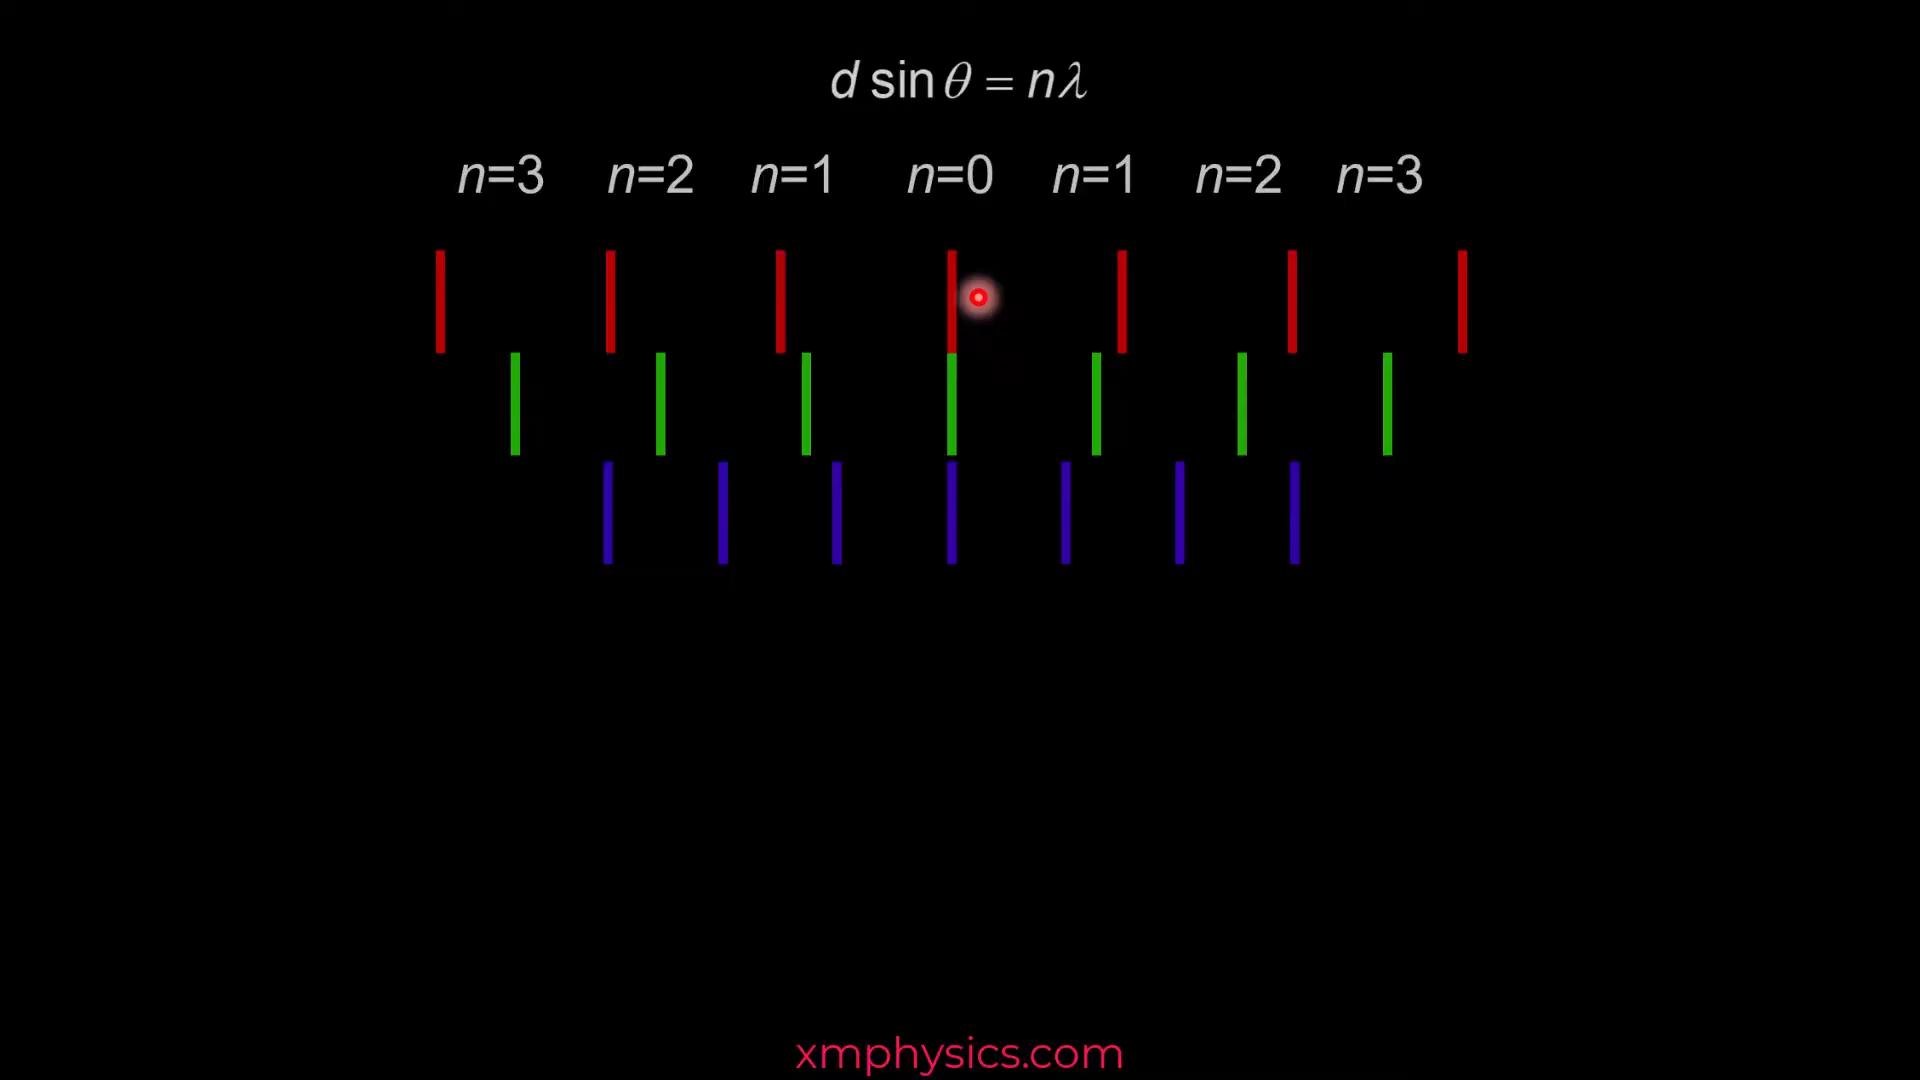 d sin θ = nλ
n=3 n=2 n=1 n=0 n=1 n=2 n=3
xmphysics.com